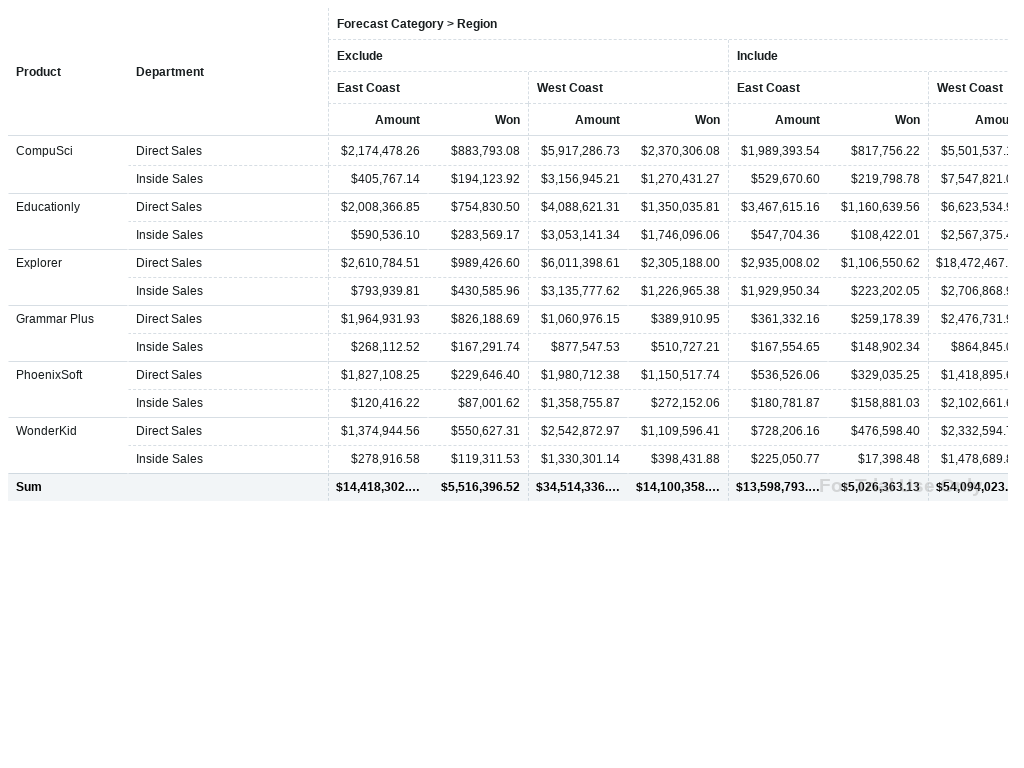 Forecast Category > Region
Exclude Include
Product Department East Coast West Coast East Coast West Coast
Amount Won Amount Won Amount Won Amou
CompuSci Direct Sales $2,174,478.26 $883,793.08 $5,917,286.73 $2,370,306.08 $1,989,393.54 $817,756.22 $5,501,537.
Inside Sales $405,767.14 $194,123.92 $3,156,945.21 $1,270,431.27 $529,670.60 $219,798.78 $7,547,821.
Educationly Direct Sales $2,008,366.85 $754,830.50 $4,088,621.31 $1,350,035.81 $3,467,615.16 $1,160,639.56 $6,623,534.
Inside Sales $590,536.10 $283,569.17 $3,053,141.34 $1,746,096.06 $547,704.36 $108,422.01 $2,567,375.
Explorer Direct Sales $2,610,784.51 $989,426.60 $6,011,398.61 $2,305,188.00 $2,935,008.02 $1,106,550.62 $18,472,467.
Inside Sales $793,939.81 $430,585.96 $3,135,777.62 $1,226,965.38 $1,929,950.34 $223,202.05 $2,706,868.
Grammar Plus Direct Sales $1,964,931.93 $826,188.69 $1,060,976.15 $389,910.95 $361,332.16 $259,178.39 $2,476,731.
Inside Sales $268,112.52 $167,291.74 $877,547.53 $510,727.21 $167,554.65 $148,902.34 $864,845.
PhoenixSoft Direct Sales $1,827,108.25 $229,646.40 $1,980,712.38 $1,150,517.74 $536,526.06 $329,035.25 $1,418,895.
Inside Sales $120,416.22 $87,001.62 $1,358,755.87 $272,152.06 $180,781.87 $158,881.03 $2,102,661.
WonderKid Direct Sales $1,374,944.56 $550,627.31 $2,542,872.97 $1,109,596.41 $728,206.16 $476,598.40 $2,332,594.
Inside Sales $278,916.58 $119,311.53 $1,330,301.14 $398,431.88 $225,050.77 $17,398.48 $1,478,689.
Sum $14,418,302.… $5,516,396.52 $34,514,336.… $14,100,358.… $13,598,793.… $5,026,363.13 $54,094,023.
For Trial Use Only